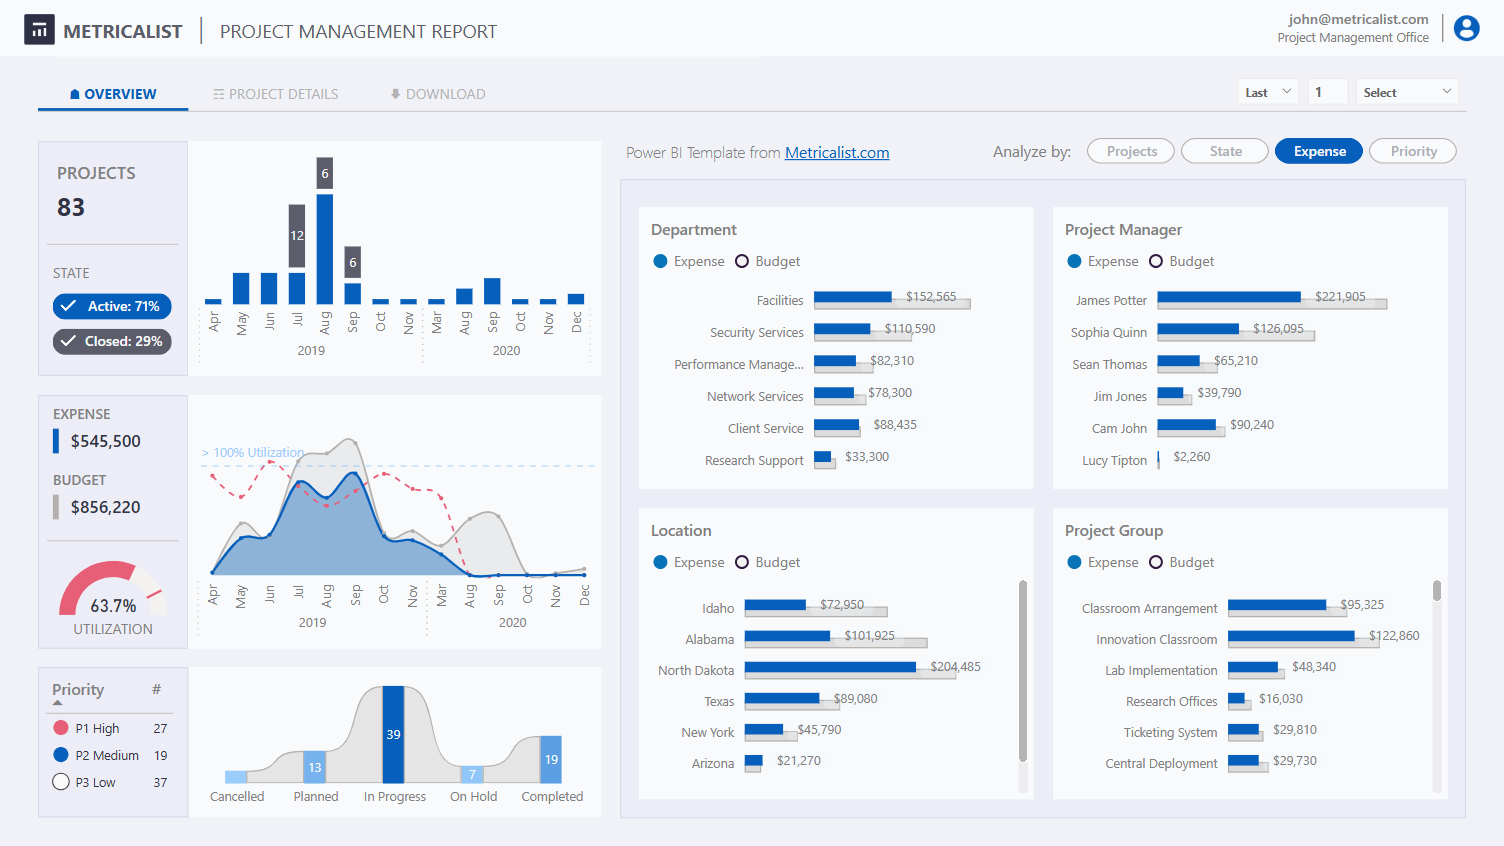 METRICALIST
PROJECT MANAGEMENT REPORT
john@metricalist.com
Project Management Office
OVERVIEW
PROJECT DETAILS
DOWNLOAD
Last
1
Select
PROJECTS
83
STATE
Active: 71%
Closed: 29%
12
6
6
Apr May Jun Jul Aug Sep Oct Nov Mar Aug Sep Oct Nov Dec
2019 2020
Power BI Template from Metricalist.com
Analyze by:
Projects
State
Expense
Priority
EXPENSE
$545,500
BUDGET
$856,220
63.7%
UTILIZATION
> 100% Utilization
Apr May Jun Jul Aug Sep Oct Nov Mar Aug Sep Oct Nov Dec
2019 2020
Priority #
P1 High 27
P2 Medium 19
P3 Low 37
13
39
7
19
Cancelled Planned In Progress On Hold Completed
Department
Expense Budget
Facilities $152,565
Security Services $110,590
Performance Manage... $82,310
Network Services $78,300
Client Service $88,435
Research Support $33,300
Project Manager
Expense Budget
James Potter $221,905
Sophia Quinn $126,095
Sean Thomas $65,210
Jim Jones $39,790
Cam John $90,240
Lucy Tipton $2,260
Location
Expense Budget
Idaho $72,950
Alabama $101,925
North Dakota $204,485
Texas $89,080
New York $45,790
Arizona $21,270
Project Group
Expense Budget
Classroom Arrangement $95,325
Innovation Classroom $122,860
Lab Implementation $48,340
Research Offices $16,030
Ticketing System $29,810
Central Deployment $29,730